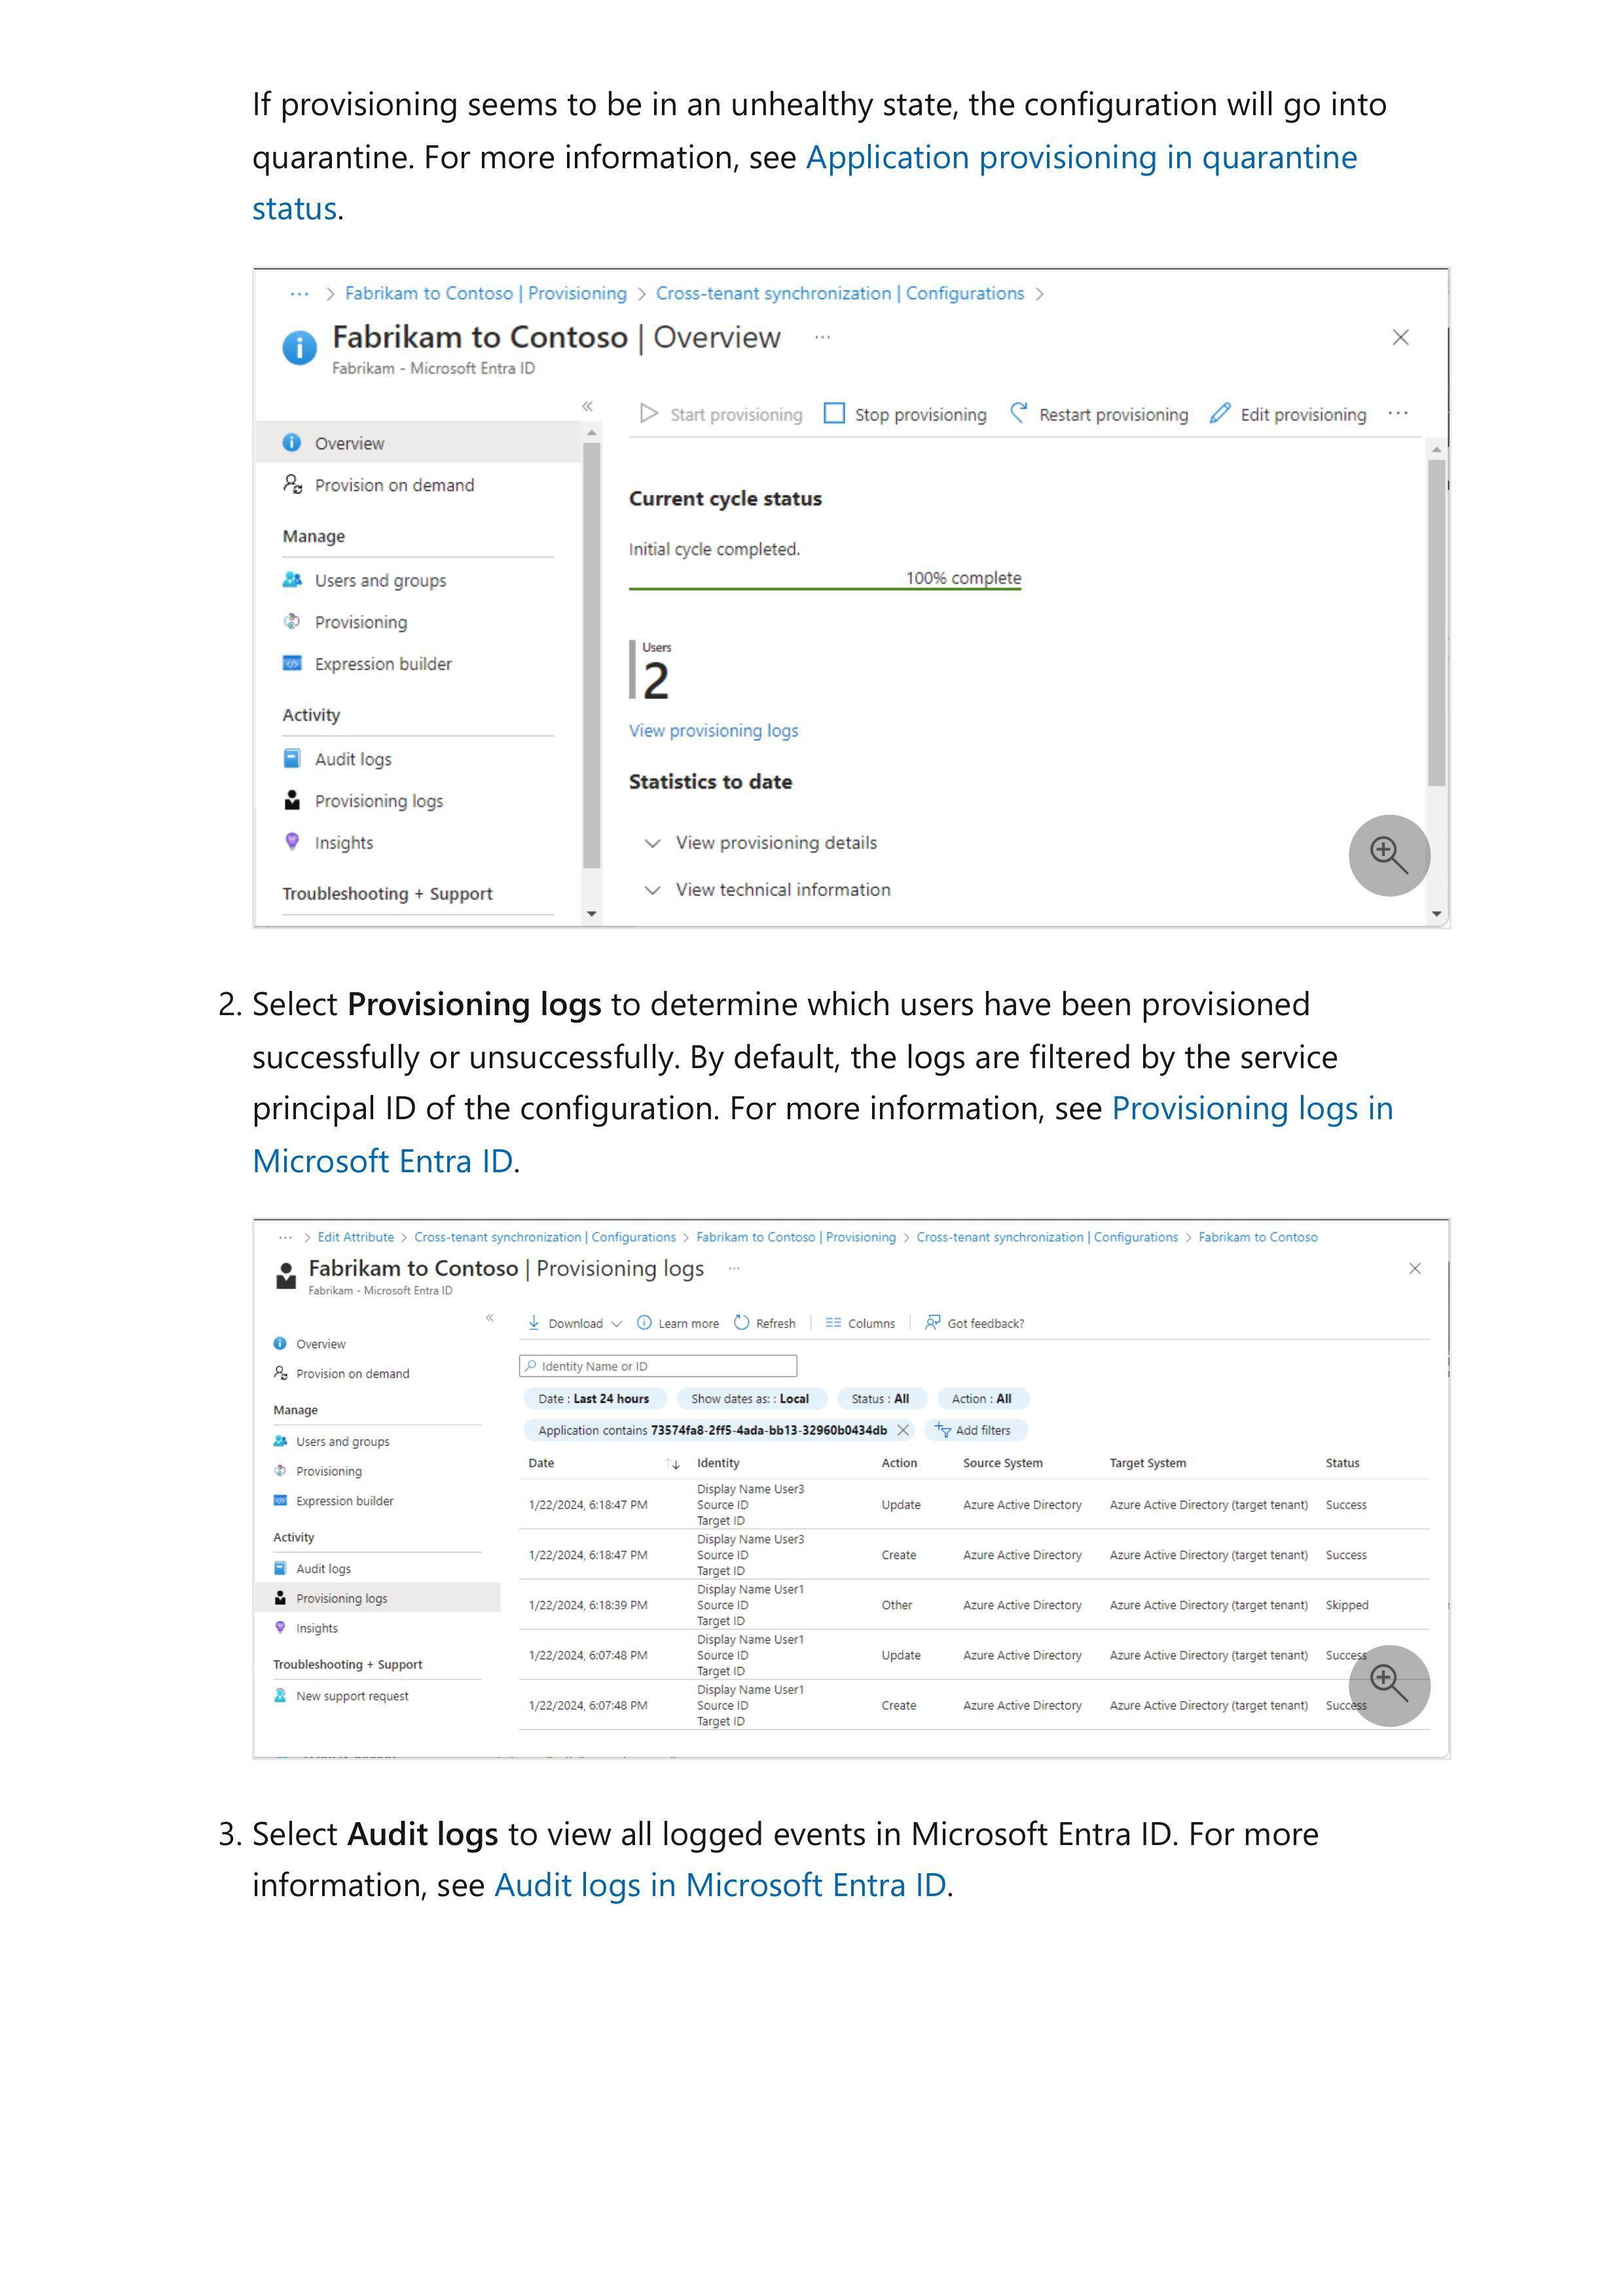 If provisioning seems to be in an unhealthy state, the configuration will go into
quarantine. For more information, see Application provisioning in quarantine
status.
··· > Fabrikam to Contoso | Provisioning > Cross-tenant synchronization | Configurations >
Fabrikam to Contoso | Overview ···
Fabrikam - Microsoft Entra ID
Start provisioning Stop provisioning Restart provisioning Edit provisioning ···
Overview
Provision on demand
Manage
Users and groups
Provisioning
Expression builder
Activity
Audit logs
Provisioning logs
Insights
Troubleshooting + Support
Current cycle status
Initial cycle completed.
100% complete
Users
2
View provisioning logs
Statistics to date
View provisioning details
View technical information
2. Select Provisioning logs to determine which users have been provisioned
successfully or unsuccessfully. By default, the logs are filtered by the service
principal ID of the configuration. For more information, see Provisioning logs in
Microsoft Entra ID.
··· > Edit Attribute > Cross-tenant synchronization | Configurations > Fabrikam to Contoso | Provisioning > Cross-tenant synchronization | Configurations > Fabrikam to Contoso
Fabrikam to Contoso | Provisioning logs ···
Fabrikam - Microsoft Entra ID
Overview
Provision on demand
Manage
Users and groups
Provisioning
Expression builder
Activity
Audit logs
Provisioning logs
Insights
Troubleshooting + Support
New support request
Download Learn more Refresh Columns Got feedback?
Identity Name or ID
Date : Last 24 hours Show dates as: : Local Status : All Action : All
Application contains 73574fa8-2ff5-4ada-bb13-32960b0434db Add filters
Date Identity Action Source System Target System Status
Display Name User3
1/22/2024, 6:18:47 PM Source ID Update Azure Active Directory Azure Active Directory (target tenant) Success
Target ID
Display Name User3
1/22/2024, 6:18:47 PM Source ID Create Azure Active Directory Azure Active Directory (target tenant) Success
Target ID
Display Name User1
1/22/2024, 6:18:39 PM Source ID Other Azure Active Directory Azure Active Directory (target tenant) Skipped
Target ID
Display Name User1
1/22/2024, 6:07:48 PM Source ID Update Azure Active Directory Azure Active Directory (target tenant) Success
Target ID
Display Name User1
1/22/2024, 6:07:48 PM Source ID Create Azure Active Directory Azure Active Directory (target tenant) Success
Target ID
3. Select Audit logs to view all logged events in Microsoft Entra ID. For more
information, see Audit logs in Microsoft Entra ID.